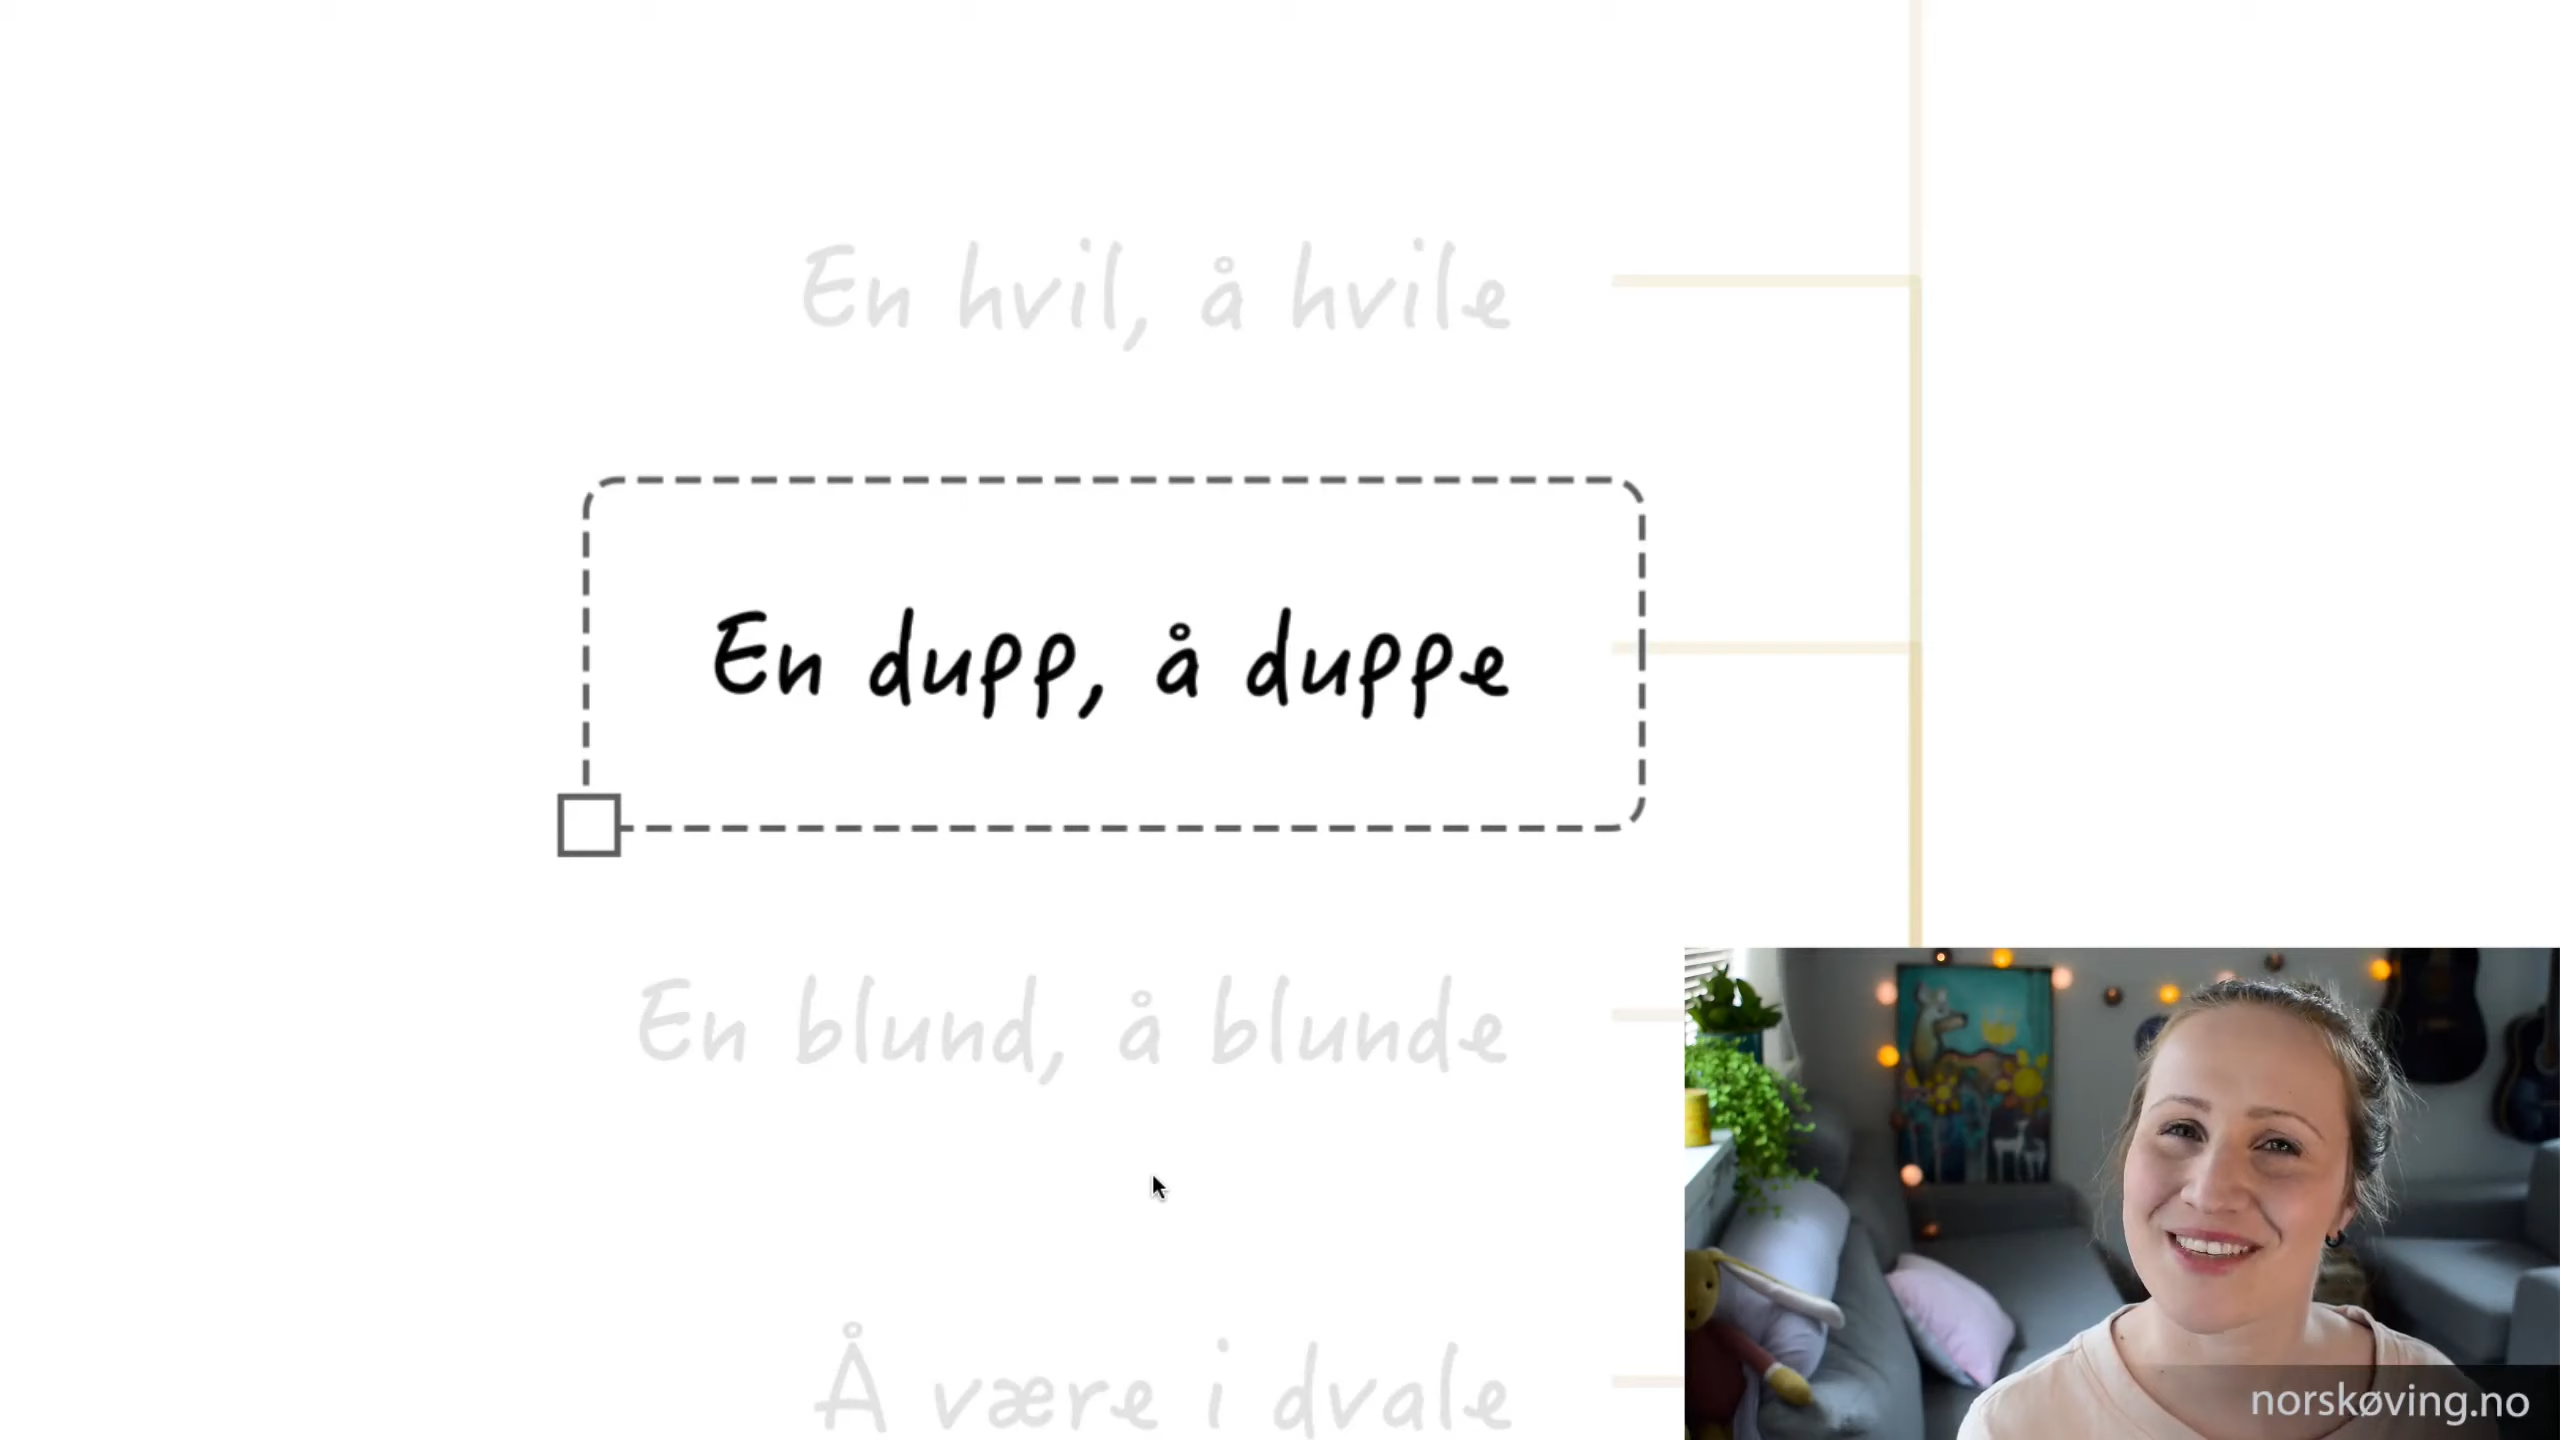 En hvil, å hvile
En dupp, å duppe
En blund, å blunde
Å være i dvale
norskøving.no